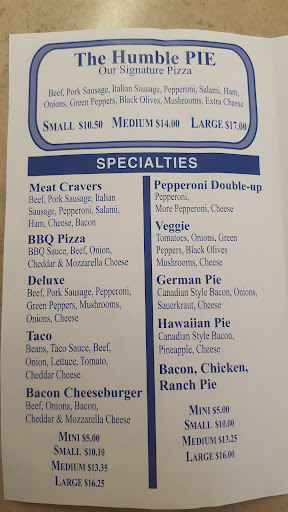 The Humble PIE
Our Signature Pizza
Beef, Pork Sausage, Italian Sausage, Pepperoni, Salami, Ham,
Onions, Green Peppers, Black Olives, Mushrooms, Extra Cheese
SMALL $10.50 MEDIUM $14.00 LARGE $17.00
SPECIALTIES
Meat Cravers
Beef, Pork Sausage, Italian
Sausage, Pepperoni, Salami,
Ham, Cheese, Bacon
BBQ Pizza
BBQ Sauce, Beef, Onion,
Cheddar & Mozzarella Cheese
Deluxe
Beef, Pork Sausage, Pepperoni,
Green Peppers, Mushrooms,
Onions, Cheese
Taco
Beans, Taco Sauce, Beef,
Onion, Lettuce, Tomato,
Cheddar Cheese
Bacon Cheeseburger
Beef, Onions, Bacon,
Cheddar & Mozzarella Cheese
MINI $5.00
SMALL $10.10
MEDIUM $13.35
LARGE $16.25
Pepperoni Double-up
Pepperoni,
More Pepperoni, Cheese
Veggie
Tomatoes, Onions, Green
Peppers, Black Olives
Mushrooms, Cheese
German Pie
Canadian Style Bacon, Onions,
Sauerkraut, Cheese
Hawaiian Pie
Canadian Style Bacon,
Pineapple, Cheese
Bacon, Chicken,
Ranch Pie
MINI $5.00
SMALL $10.00
MEDIUM $13.25
LARGE $16.00